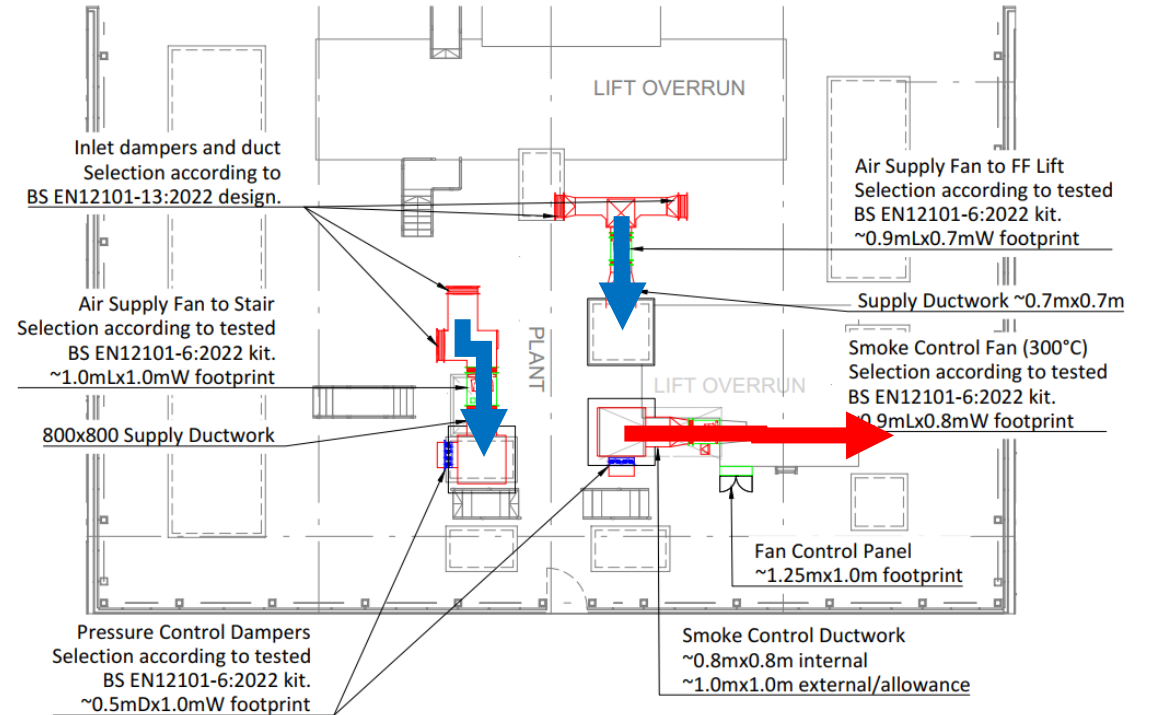 LIFT OVERRUN
Inlet dampers and duct
Selection according to
BS EN12101-13:2022 design.
Air Supply Fan to FF Lift
Selection according to tested
BS EN12101-6:2022 kit.
~0.9mLx0.7mW footprint
Air Supply Fan to Stair
Selection according to tested
BS EN12101-6:2022 kit.
~1.0mLx1.0mW footprint
Supply Ductwork ~0.7mx0.7m
PLANT
LIFT OVERRUN
Smoke Control Fan (300°C)
Selection according to tested
BS EN12101-6:2022 kit.
~0.9mLx0.8mW footprint
800x800 Supply Ductwork
Fan Control Panel
~1.25mx1.0m footprint
Pressure Control Dampers
Selection according to tested
BS EN12101-6:2022 kit.
~0.5mDx1.0mW footprint
Smoke Control Ductwork
~0.8mx0.8m internal
~1.0mx1.0m external/allowance